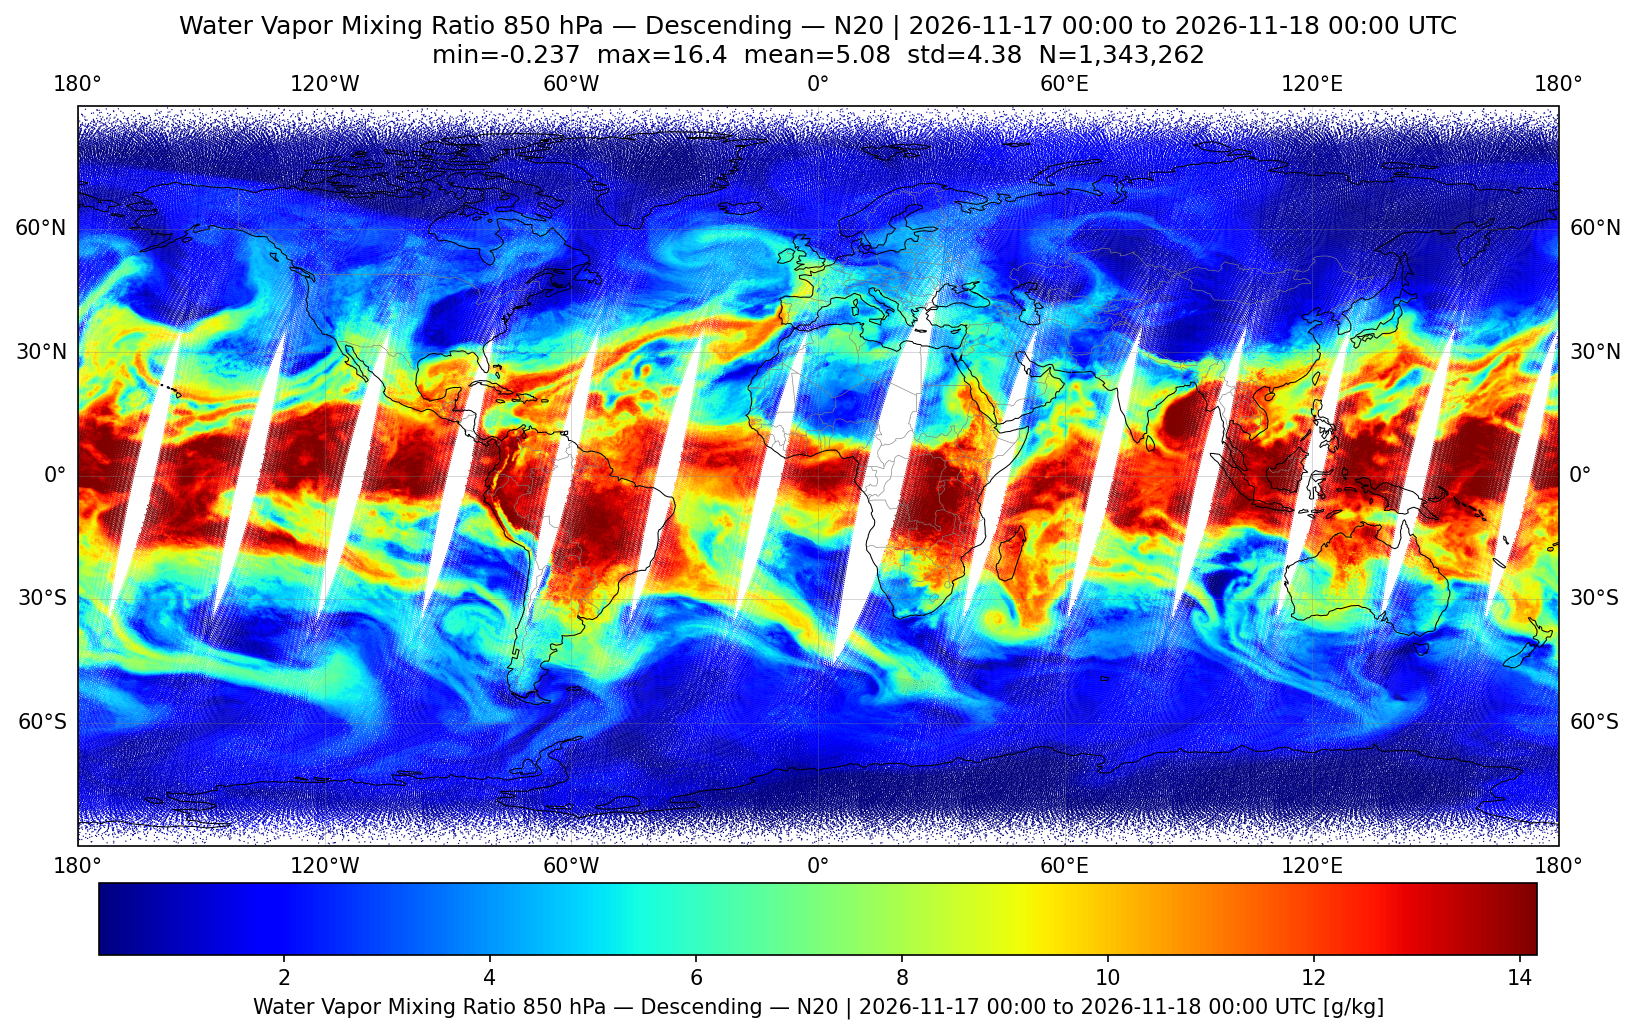 Water Vapor Mixing Ratio 850 hPa — Descending — N20 | 2026-11-17 00:00 to 2026-11-18 00:00 UTC
min=-0.237 max=16.4 mean=5.08 std=4.38 N=1,343,262
180° 120°W 60°W 0° 60°E 120°E 180°
60°N 60°N
30°N 30°N
0° 0°
30°S 30°S
60°S 60°S
180° 120°W 60°W 0° 60°E 120°E 180°
2 4 6 8 10 12 14
Water Vapor Mixing Ratio 850 hPa — Descending — N20 | 2026-11-17 00:00 to 2026-11-18 00:00 UTC [g/kg]